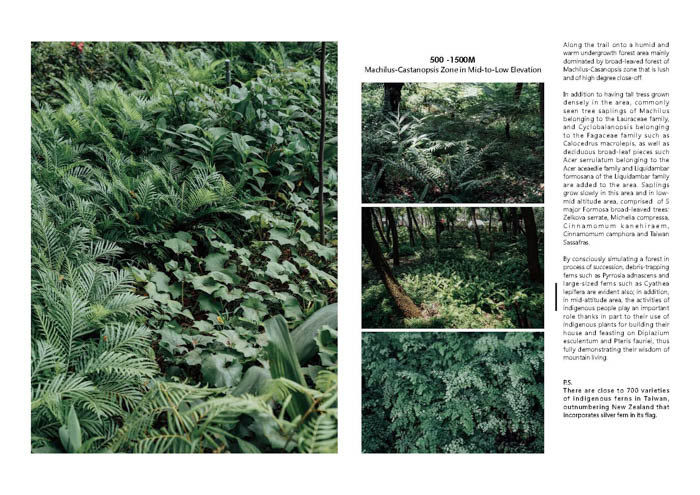 500 -1500M
Machilus-Castanopsis Zone in Mid-to-Low Elevation
Along the trail onto a humid and
warm undergrowth forest area mainly
dominated by broad-leaved forest of
Machilus-Casanopsis zone that is lush
and of high degree close-off
In addition to having tall tress grown
densely in the area, commonly
seen tree saplings of Machilus
belonging to the Lauraceae family,
and Cyclobalanopsis belonging
to the Fagaceae family such as
Calocedrus macrolepis, as well as
deciduous broad-leaf pieces such
Acer serrulatum belonging to the
Acer aceaedie family and Liquidambar
formosana of the Liquidambar family
are added to the area. Saplings
grow slowly in this area and in low-
mid altitude area, comprised of 5
major Formosa broad-leaved trees:
Zelkova serrate, Michelia compressa,
Cinnamomum kanehiraem,
Cinnamomum camphora and Taiwan
Sassafras.
By consciously simulating a forest in
process of succession, debris-trapping
ferns such as Pyrrosia adnascens and
large-sized ferns such as Cyathea
lepifera are evident also; in addition,
in mid-attitude area, the activities of
indigenous people play an important
role thanks in part to their use of
indigenous plants for building their
house and feasting on Diplazium
esculentum and Pteris fauriei, thus
fully demonstrating their wisdom of
mountain living.
P.S.
There are close to 700 varieties
of indigenous ferns in Taiwan,
outnumbering New Zealand that
incorporates silver fern in its flag.